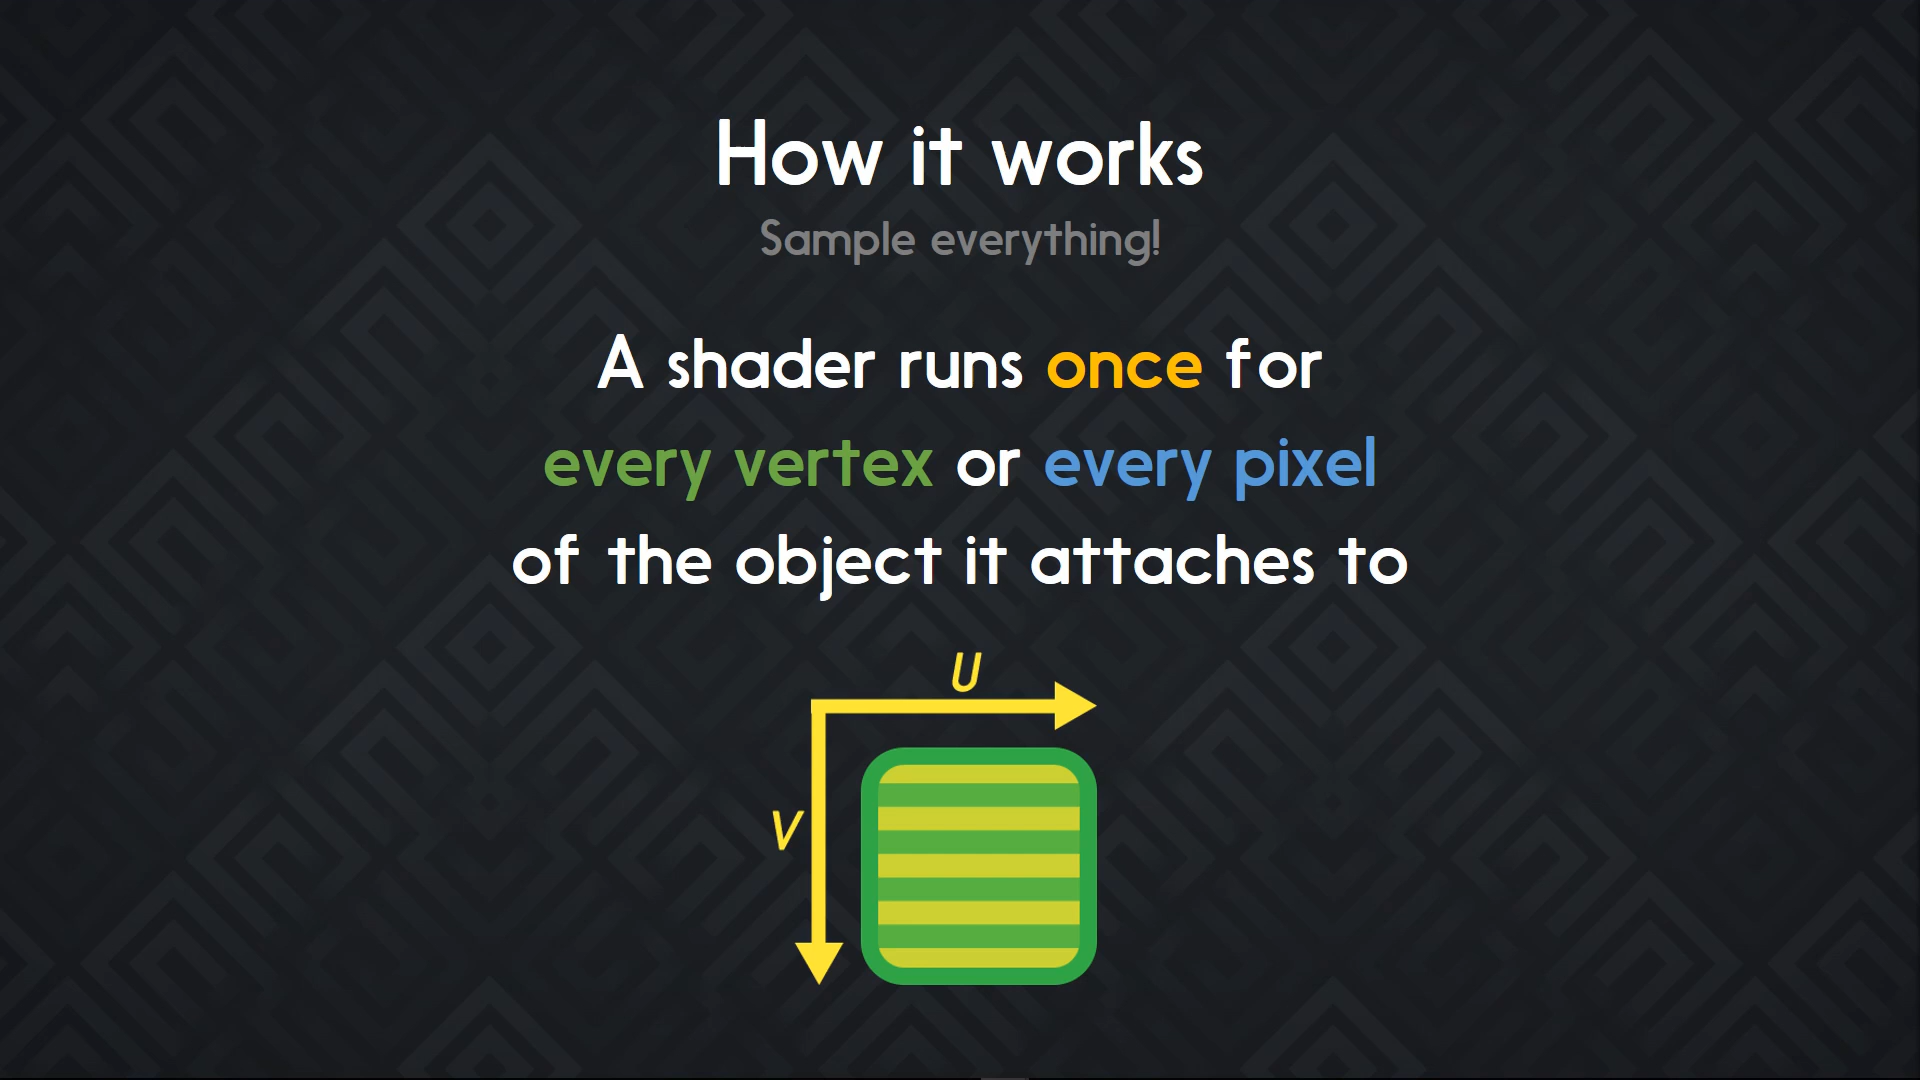 How it works
Sample everything!
A shader runs once for
every vertex or every pixel
of the object it attaches to
U
V